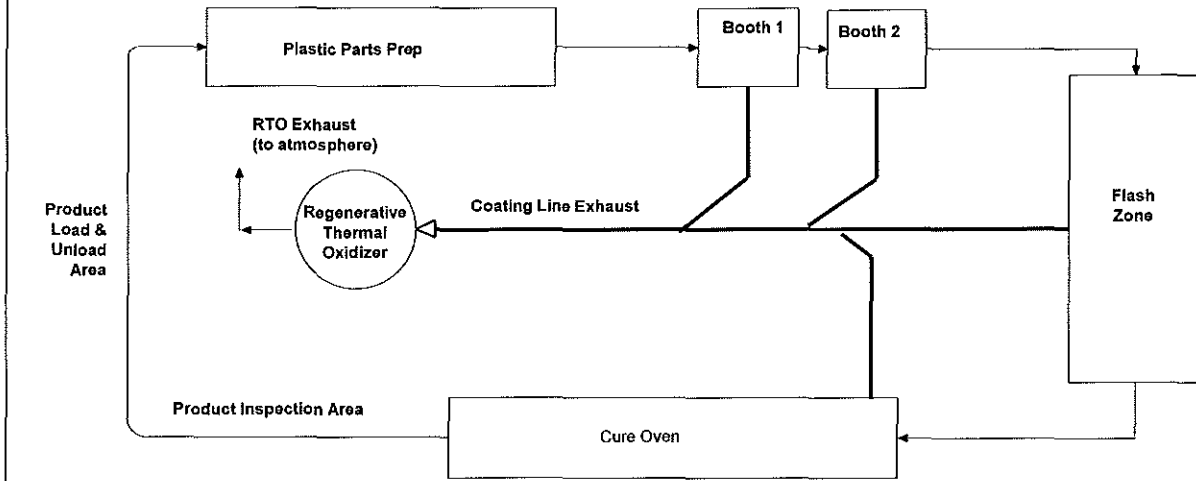 Plastic Parts Prep
Booth 1
Booth 2
RTO Exhaust
(to atmosphere)
Product
Load &
Unload
Area
Regenerative
Thermal
Oxidizer
Coating Line Exhaust
Flash
Zone
Product Inspection Area
Cure Oven